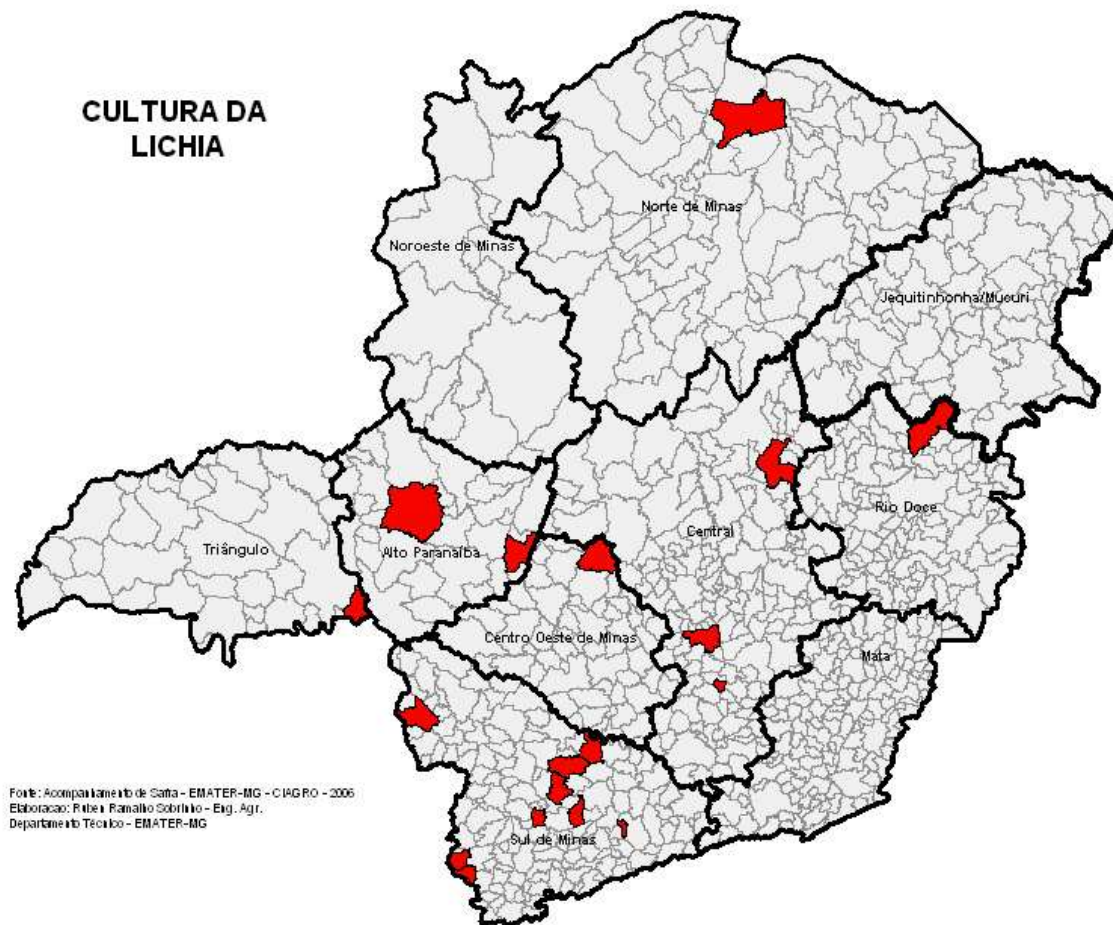 CULTURA DA
LICHIA
Norte de Minas
Noroeste de Minas
Jequitinhonha/Mucuri
Rio Doce
Central
Triângulo
Alto Paranaíba
Centro Oeste de Minas
Mata
Sul de Minas
Fonte: Acompanhamento de Safra - EMATER-MG - CIAGRO - 2006
Elaboracao: Ruben Ramalho Sobrinho - Eng. Agr.
Departamento Técnico - EMATER-MG